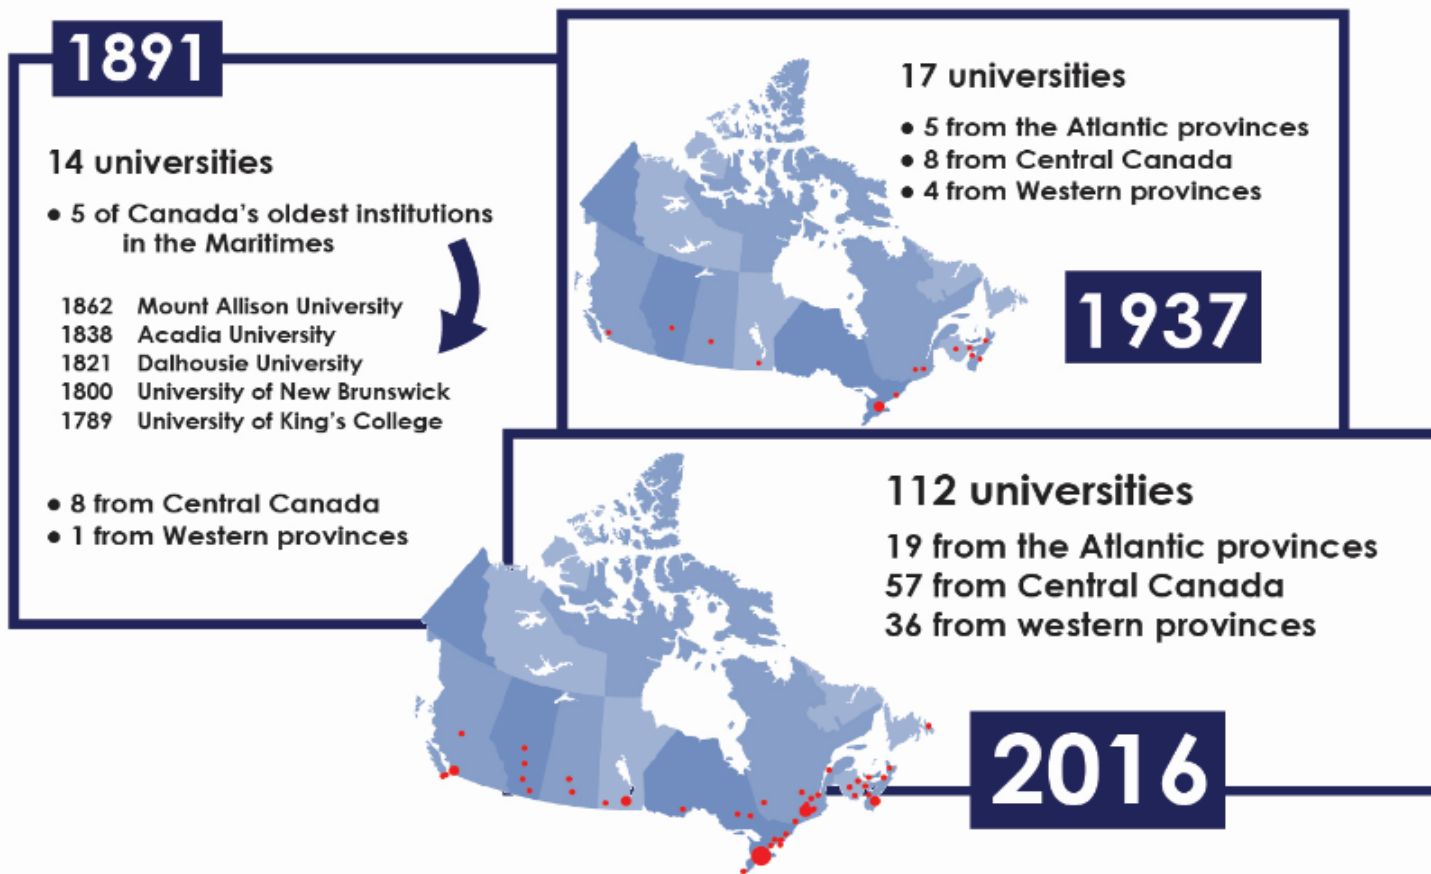 1891
14 universities
• 5 of Canada's oldest institutions
in the Maritimes
1862 Mount Allison University
1838 Acadia University
1821 Dalhousie University
1800 University of New Brunswick
1789 University of King's College
• 8 from Central Canada
• 1 from Western provinces
17 universities
• 5 from the Atlantic provinces
• 8 from Central Canada
• 4 from Western provinces
1937
112 universities
19 from the Atlantic provinces
57 from Central Canada
36 from western provinces
2016